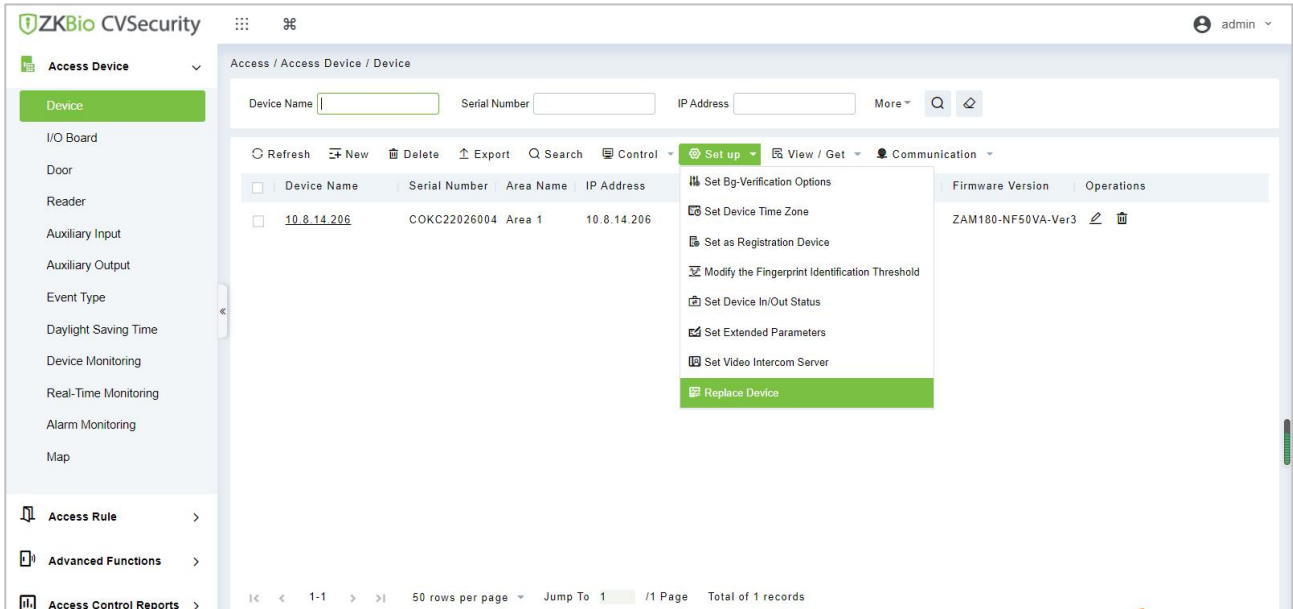 ZKBio CVSecurity
admin
Access Device
Access / Access Device / Device
Device
Device Name
Serial Number
IP Address
More
I/O Board
Refresh New Delete Export Search Control Set up View / Get Communication
Door
Device Name Serial Number Area Name IP Address Firmware Version Operations
Set Bg-Verification Options
Reader
10.8.14.206 COKC22026004 Area 1 10.8.14.206 ZAM180-NF50VA-Ver3
Set Device Time Zone
Auxiliary Input
Set as Registration Device
Auxiliary Output
Modify the Fingerprint Identification Threshold
Event Type
Set Device In/Out Status
Daylight Saving Time
Set Extended Parameters
Device Monitoring
Set Video Intercom Server
Real-Time Monitoring
Replace Device
Alarm Monitoring
Map
Access Rule
Advanced Functions
Access Control Reports
1-1 50 rows per page Jump To 1 /1 Page Total of 1 records